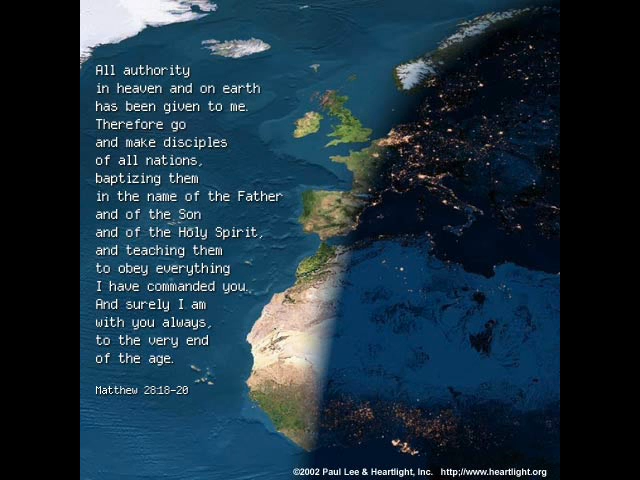 All authority
in heaven and on earth
has been given to me.
Therefore go
and make disciples
of all nations,
baptizing them
in the name of the Father
and of the Son
and of the Holy Spirit,
and teaching them
to obey everything
I have commanded you.
And surely I am
with you always,
to the very end
of the age.
Matthew 28:18-20
©2002 Paul Lee & Heartlight, Inc. http://www.heartlight.org